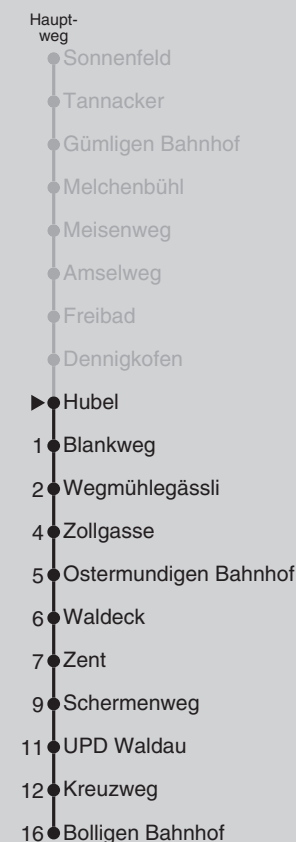 Haupt-
weg
Sonnenfeld
Tannacker
Gümligen Bahnhof
Melchenbühl
Meisenweg
Amselweg
Freibad
Dennigkofen
Hubel
1 Blankweg
2 Wegmühlegässli
4 Zollgasse
5 Ostermundigen Bahnhof
6 Waldeck
7 Zent
9 Schermenweg
11 UPD Waldau
12 Kreuzweg
16 Bolligen Bahnhof